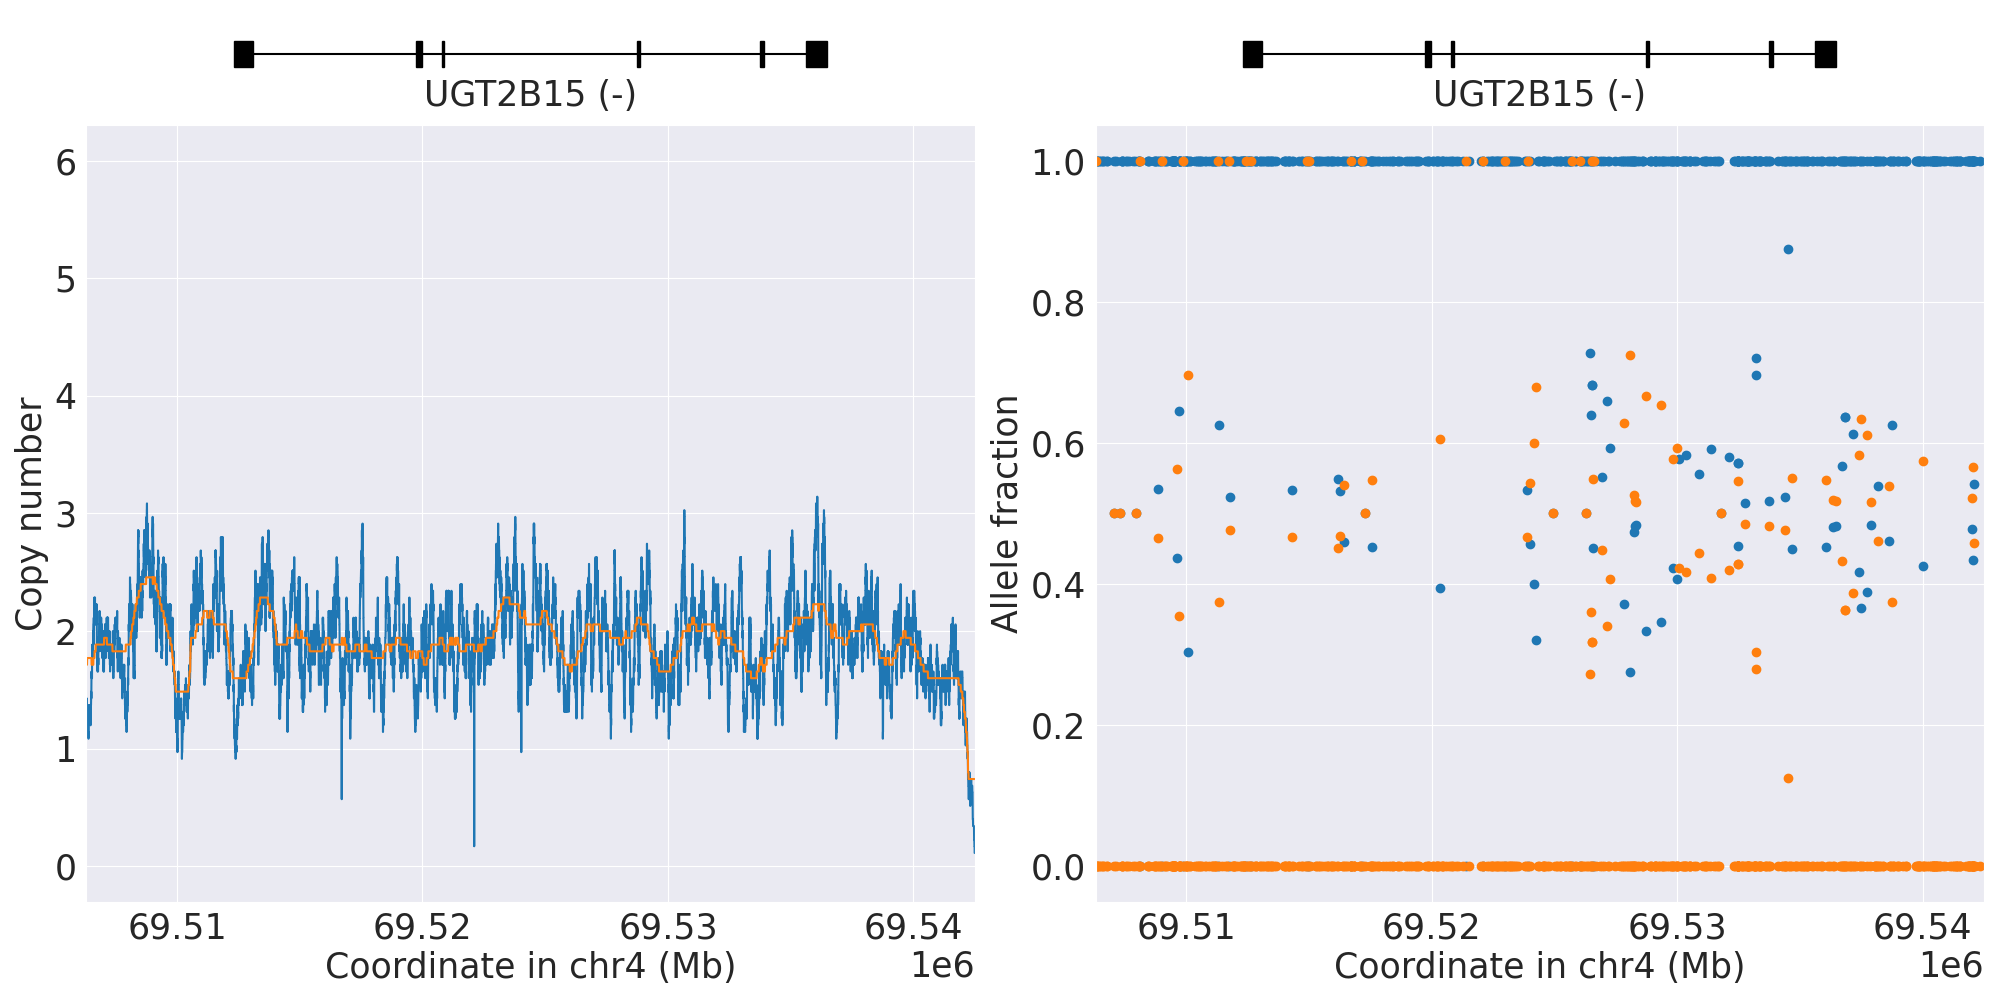 UGT2B15 (-)
UGT2B15 (-)
Copy number
6
5
4
3
2
1
0
69.51 69.52 69.53 69.54
Coordinate in chr4 (Mb) 1e6
Allele fraction
1.0
0.8
0.6
0.4
0.2
0.0
69.51 69.52 69.53 69.54
Coordinate in chr4 (Mb) 1e6